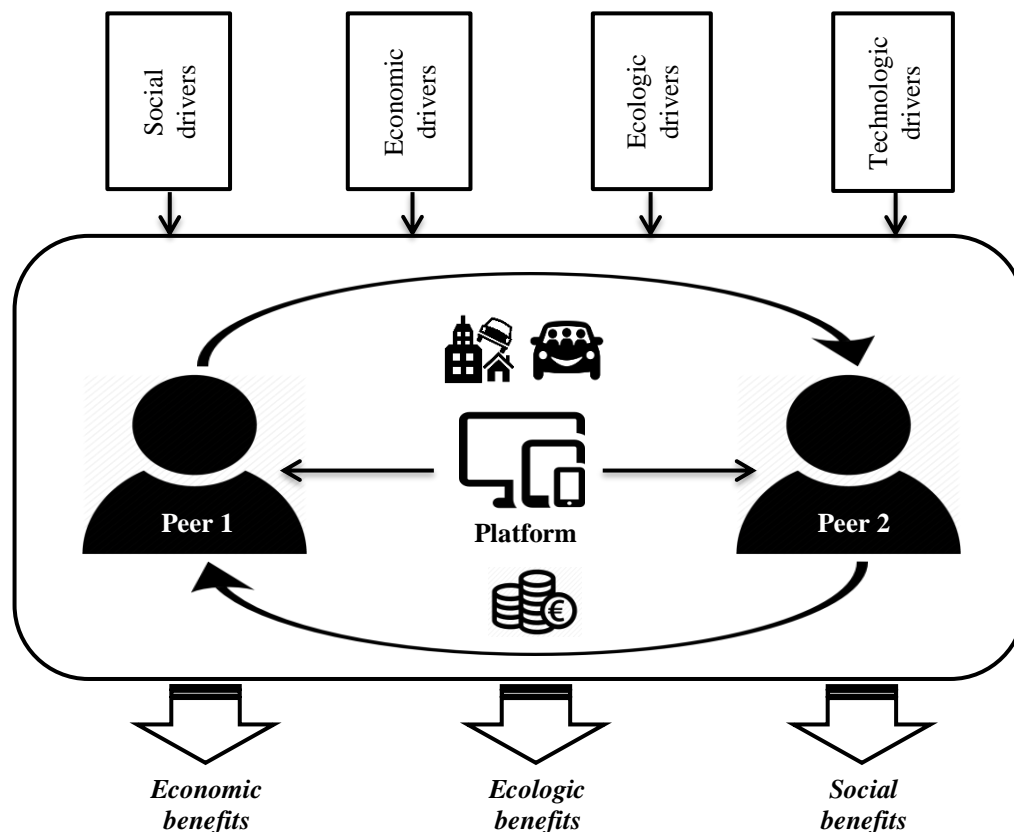 Social
drivers
Economic
drivers
Ecologic
drivers
Technologic
drivers
Peer 1
Platform
Peer 2
€
Economic
benefits
Ecologic
benefits
Social
benefits